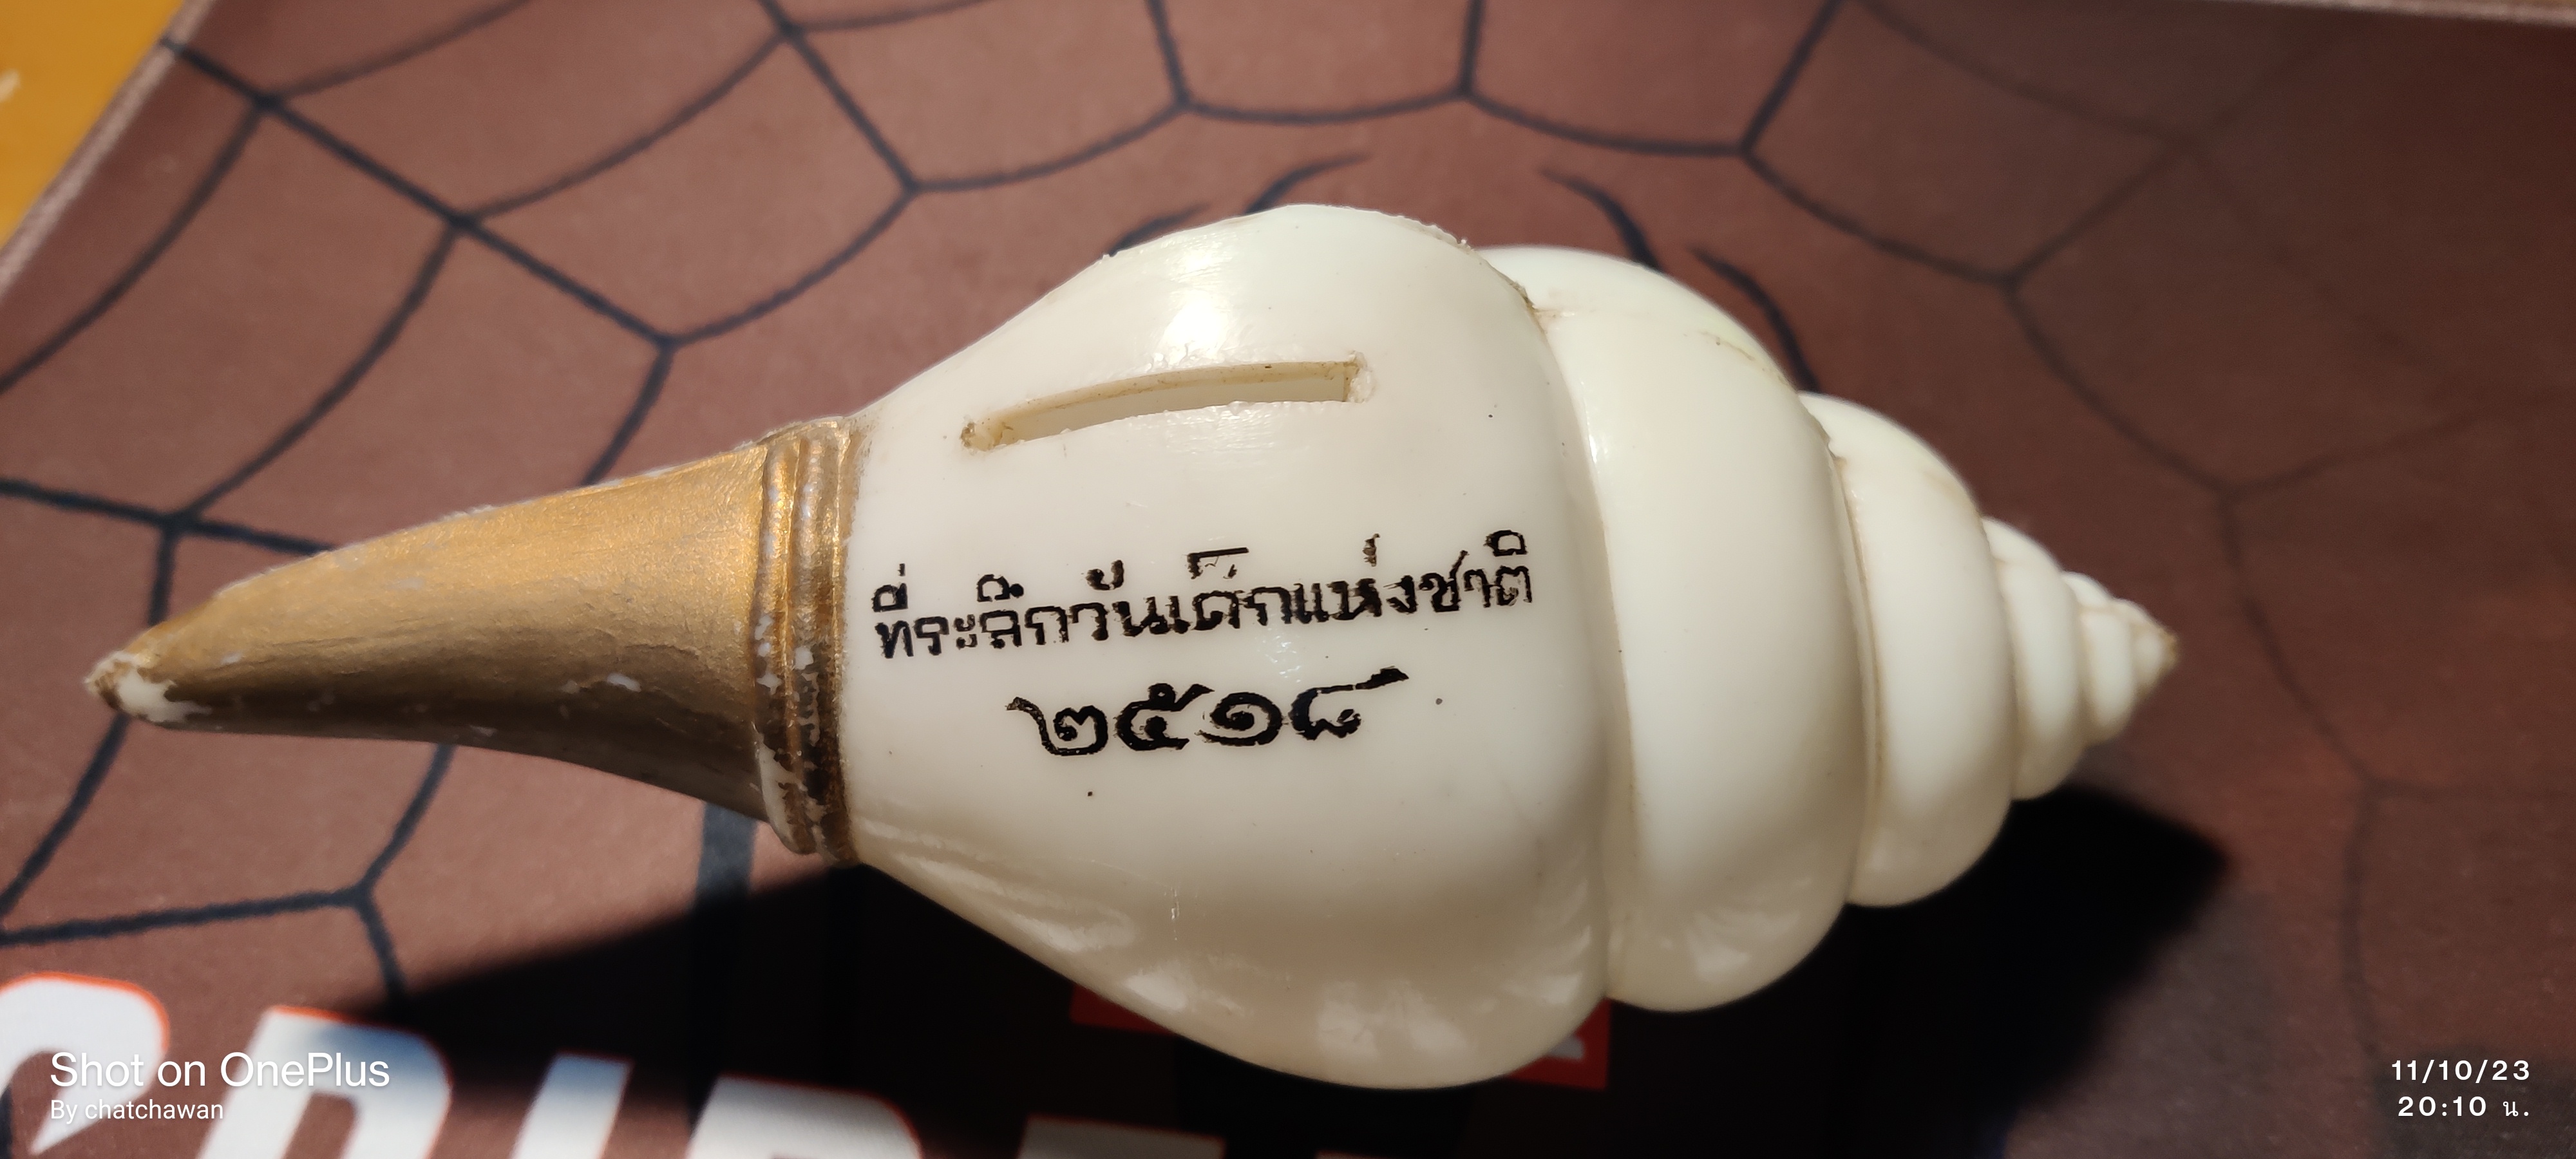 ที่ระลึกวันเด็กแห่งชาติ
๒๕๑๘
Shot on OnePlus
By chatchawan
11/10/23
20:10 น.